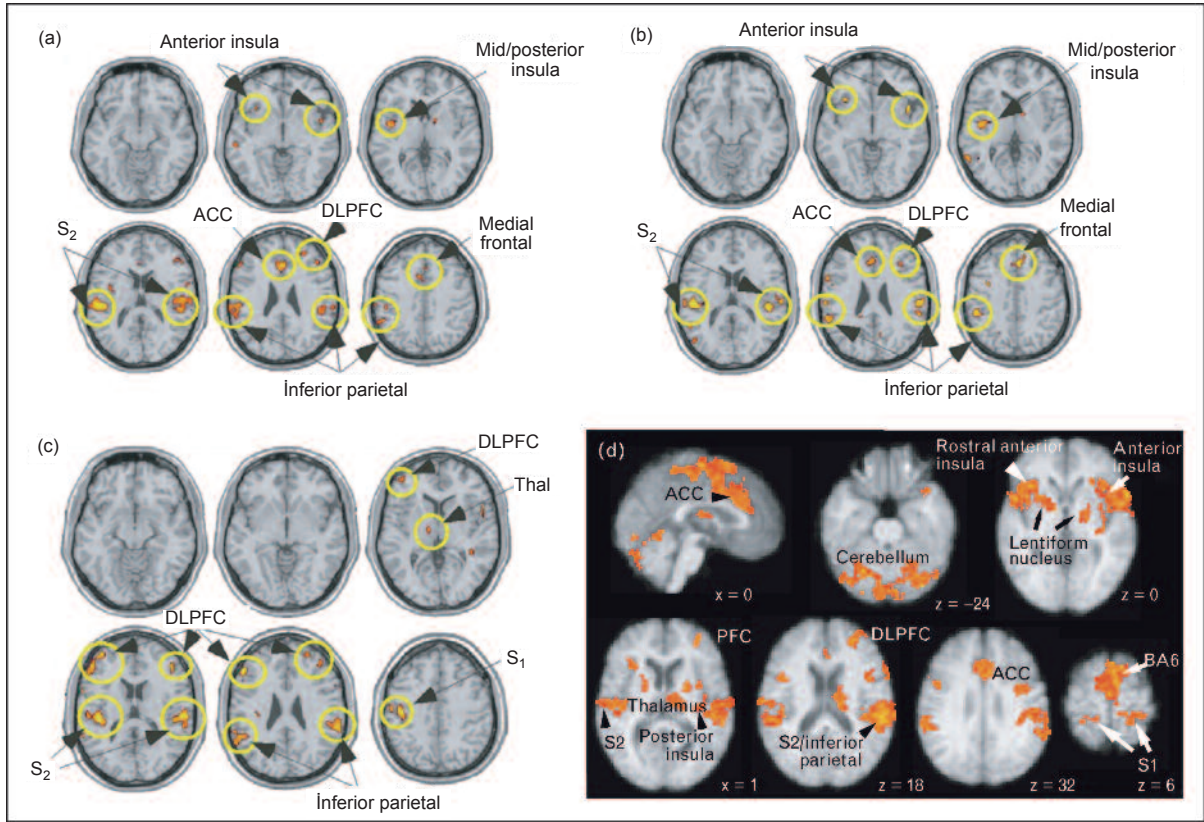 (a)
Anterior insula
Mid/posterior
insula
S2
ACC
DLPFC
Medial
frontal
İnferior parietal
(b)
Anterior insula
Mid/posterior
insula
S2
ACC
DLPFC
Medial
frontal
İnferior parietal
(c)
DLPFC
Thal
DLPFC
S1
S2
İnferior parietal
(d)
Rostral anterior
insula
Anterior
insula
ACC
Cerebellum
Lentiform
nucleus
x = 0
z = −24
z = 0
PFC
DLPFC
BA6
ACC
Thalamus
S2
Posterior
insula
S2/inferior
parietal
S1
x = 1
z = 18
z = 32
z = 6